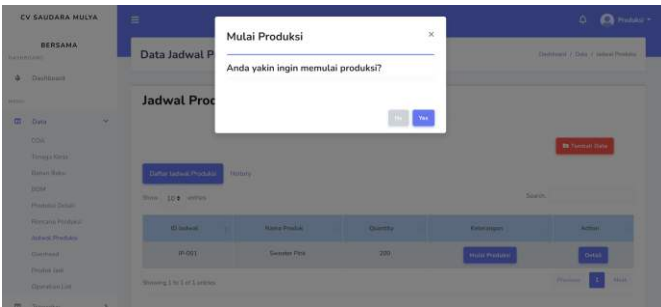 CV SAUDARA MULYA
BERSAMA
Dashboard
Data
COA
Tenaga Kerja
Bahan Baku
BOM
Produksi Detail
Rencana Produksi
Jadwal Produksi
Overhead
Produk Jadi
Operation List
Produksi
Data Jadwal P
Dashboard / Data / Jadwal Produksi
Mulai Produksi
×
Anda yakin ingin memulai produksi?
No
Yes
Jadwal Proc
Tambah Data
Daftar Jadwal Produksi
History
Show 10 entries
Search:
ID Jadwal
Nama Produk
Quantity
Keterangan
Action
JP-001
Sweater Pink
200
Mulai Produksi
Detail
Showing 1 to 1 of 1 entries
Previous 1 Next